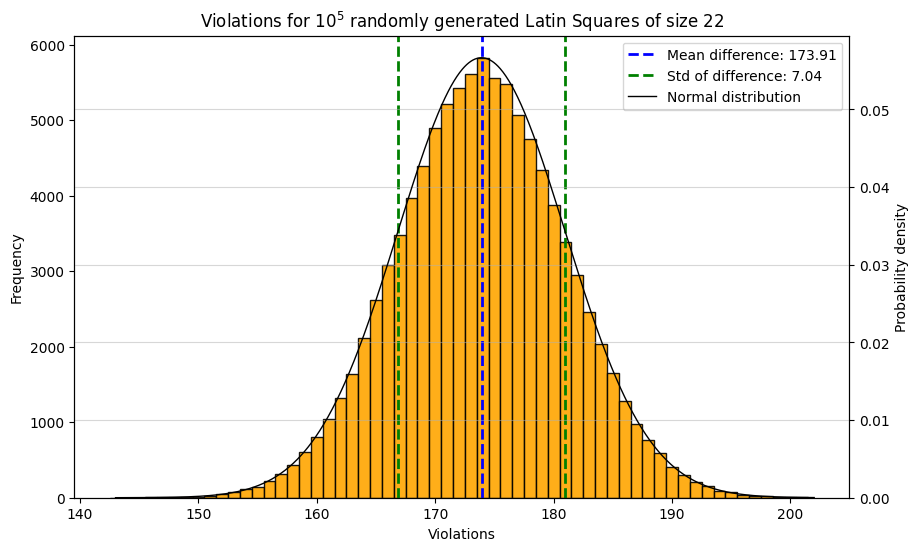 Violations for 10⁵ randomly generated Latin Squares of size 22
Mean difference: 173.91
Std of difference: 7.04
Normal distribution
Frequency
6000
5000
4000
3000
2000
1000
0
0.05
0.04
0.03
0.02
0.01
0.00
Probability density
140 150 160 170 180 190 200
Violations